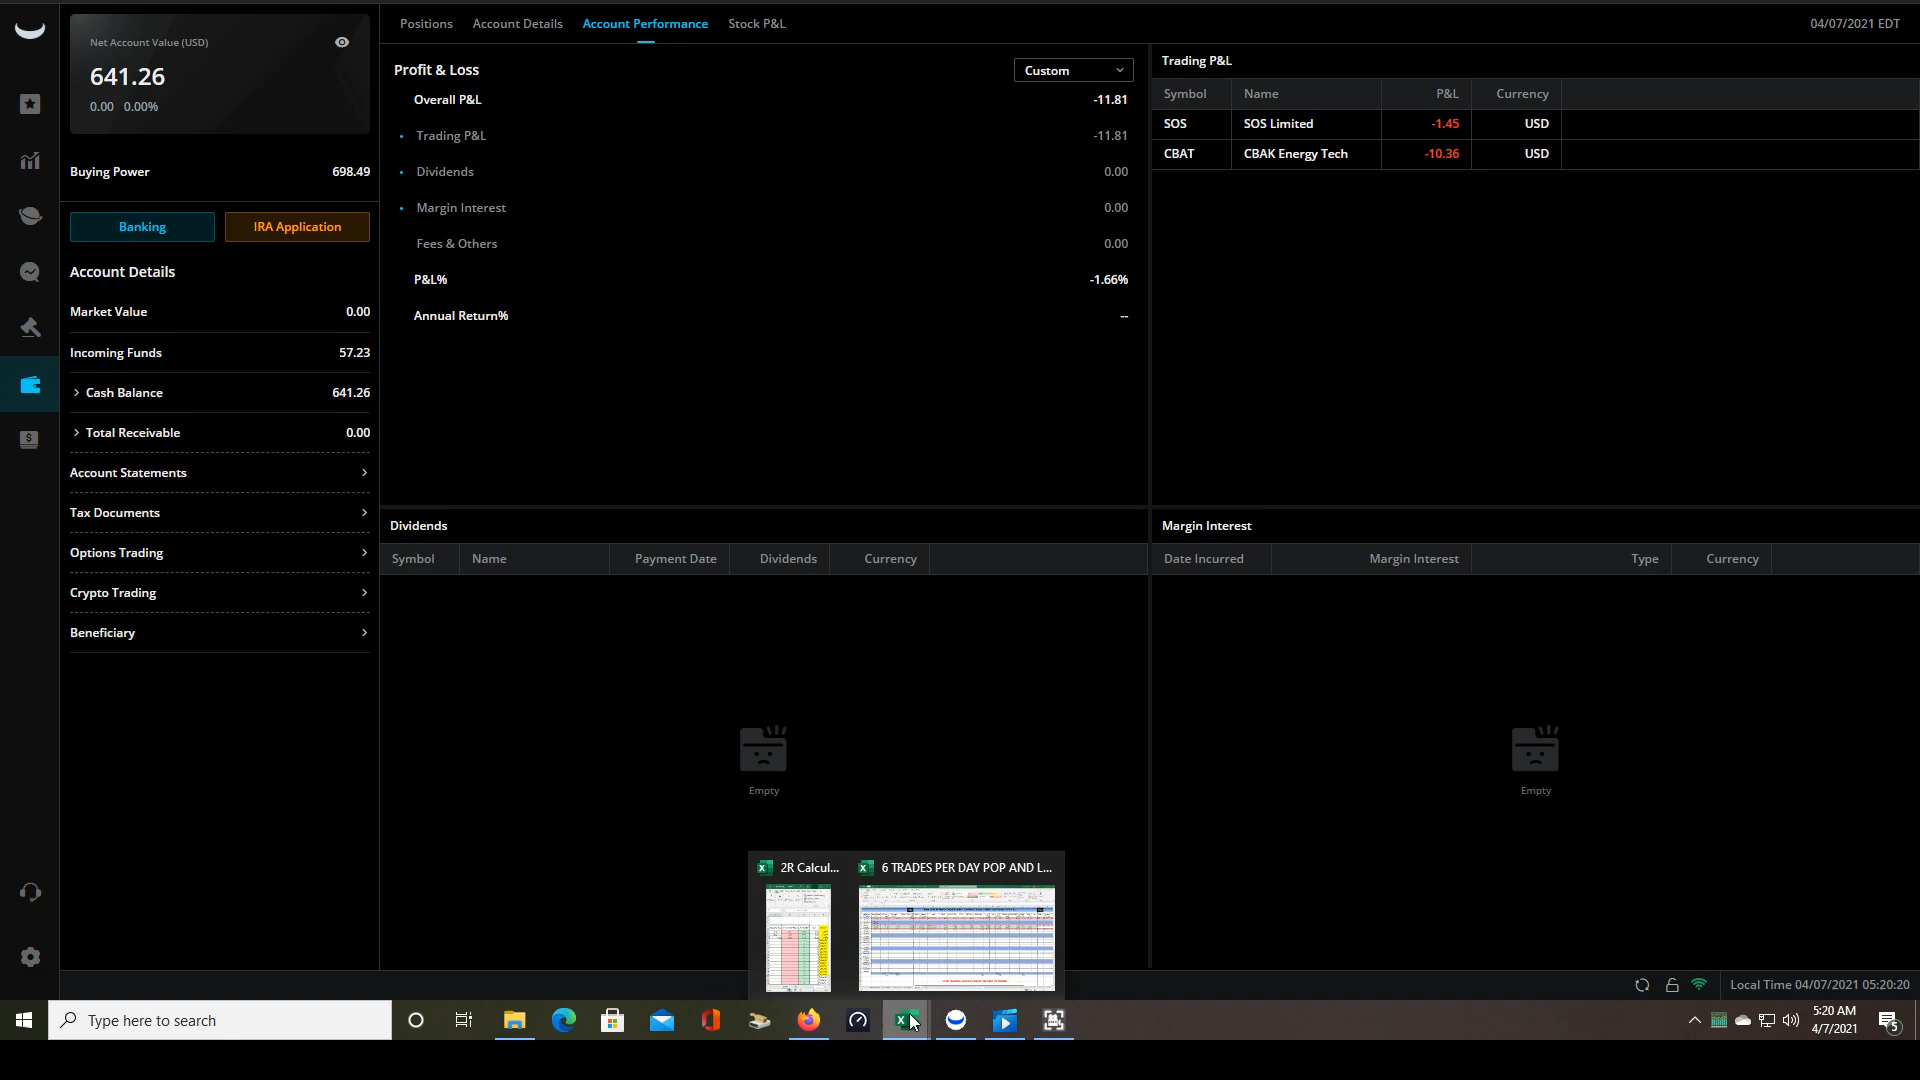 Net Account Value (USD)
641.26
0.00 0.00%
Buying Power 698.49
Banking IRA Application
Account Details
Market Value 0.00
Incoming Funds 57.23
Cash Balance 641.26
Total Receivable 0.00
Account Statements
Tax Documents
Options Trading
Crypto Trading
Beneficiary
Positions Account Details Account Performance Stock P&L 04/07/2021 EDT
Profit & Loss Custom
Overall P&L -11.81
Trading P&L -11.81
Dividends 0.00
Margin Interest 0.00
Fees & Others 0.00
P&L% -1.66%
Annual Return% --
Trading P&L
Symbol Name P&L Currency
SOS SOS Limited -1.45 USD
CBAT CBAK Energy Tech -10.36 USD
Dividends
Symbol Name Payment Date Dividends Currency
Empty
Margin Interest
Date Incurred Margin Interest Type Currency
Empty
2R Calcul... 6 TRADES PER DAY POP AND L...
Local Time 04/07/2021 05:20:20
Type here to search
5:20 AM
4/7/2021
5